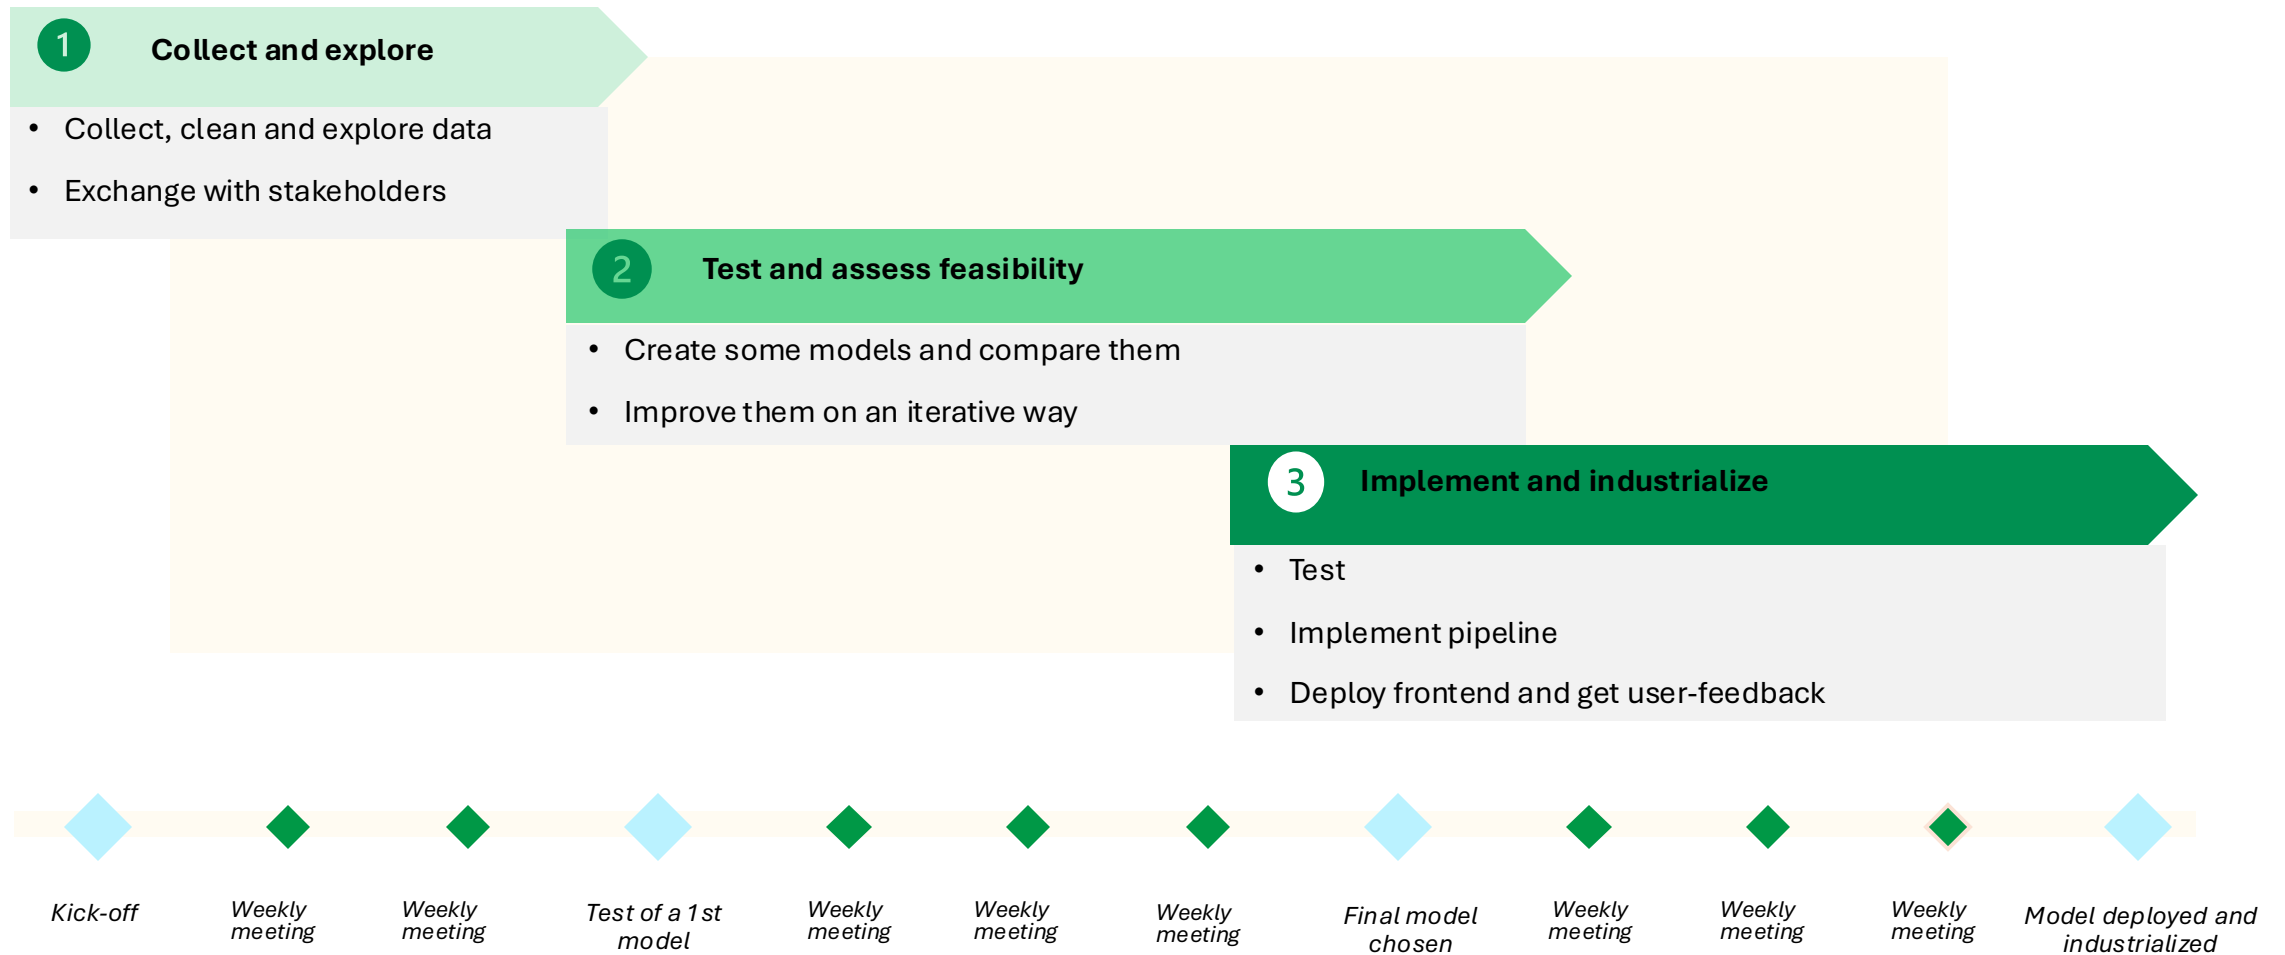 1
Collect and explore
• Collect, clean and explore data
• Exchange with stakeholders
2
Test and assess feasibility
• Create some models and compare them
• Improve them on an iterative way
3
Implement and industrialize
• Test
• Implement pipeline
• Deploy frontend and get user-feedback
Kick-off
Weekly
meeting
Weekly
meeting
Test of a 1st
model
Weekly
meeting
Weekly
meeting
Weekly
meeting
Final model
chosen
Weekly
meeting
Weekly
meeting
Weekly
meeting
Model deployed and
industrialized